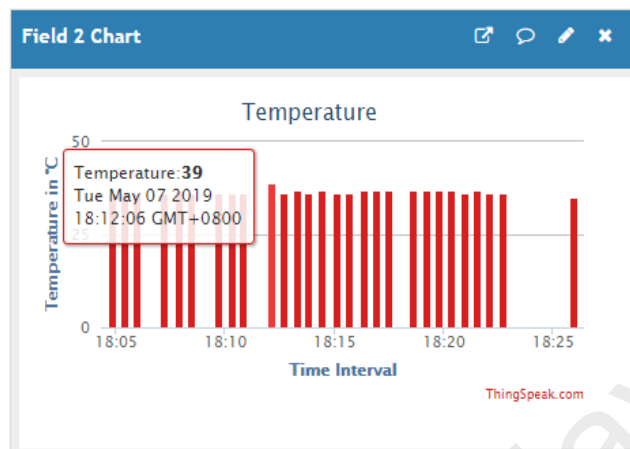 Field 2 Chart
Temperature
50
Temperature:39
Tue May 07 2019
18:12:06 GMT+0800
25
0
Temperature in °C
18:05 18:10 18:15 18:20 18:25
Time Interval
ThingSpeak.com